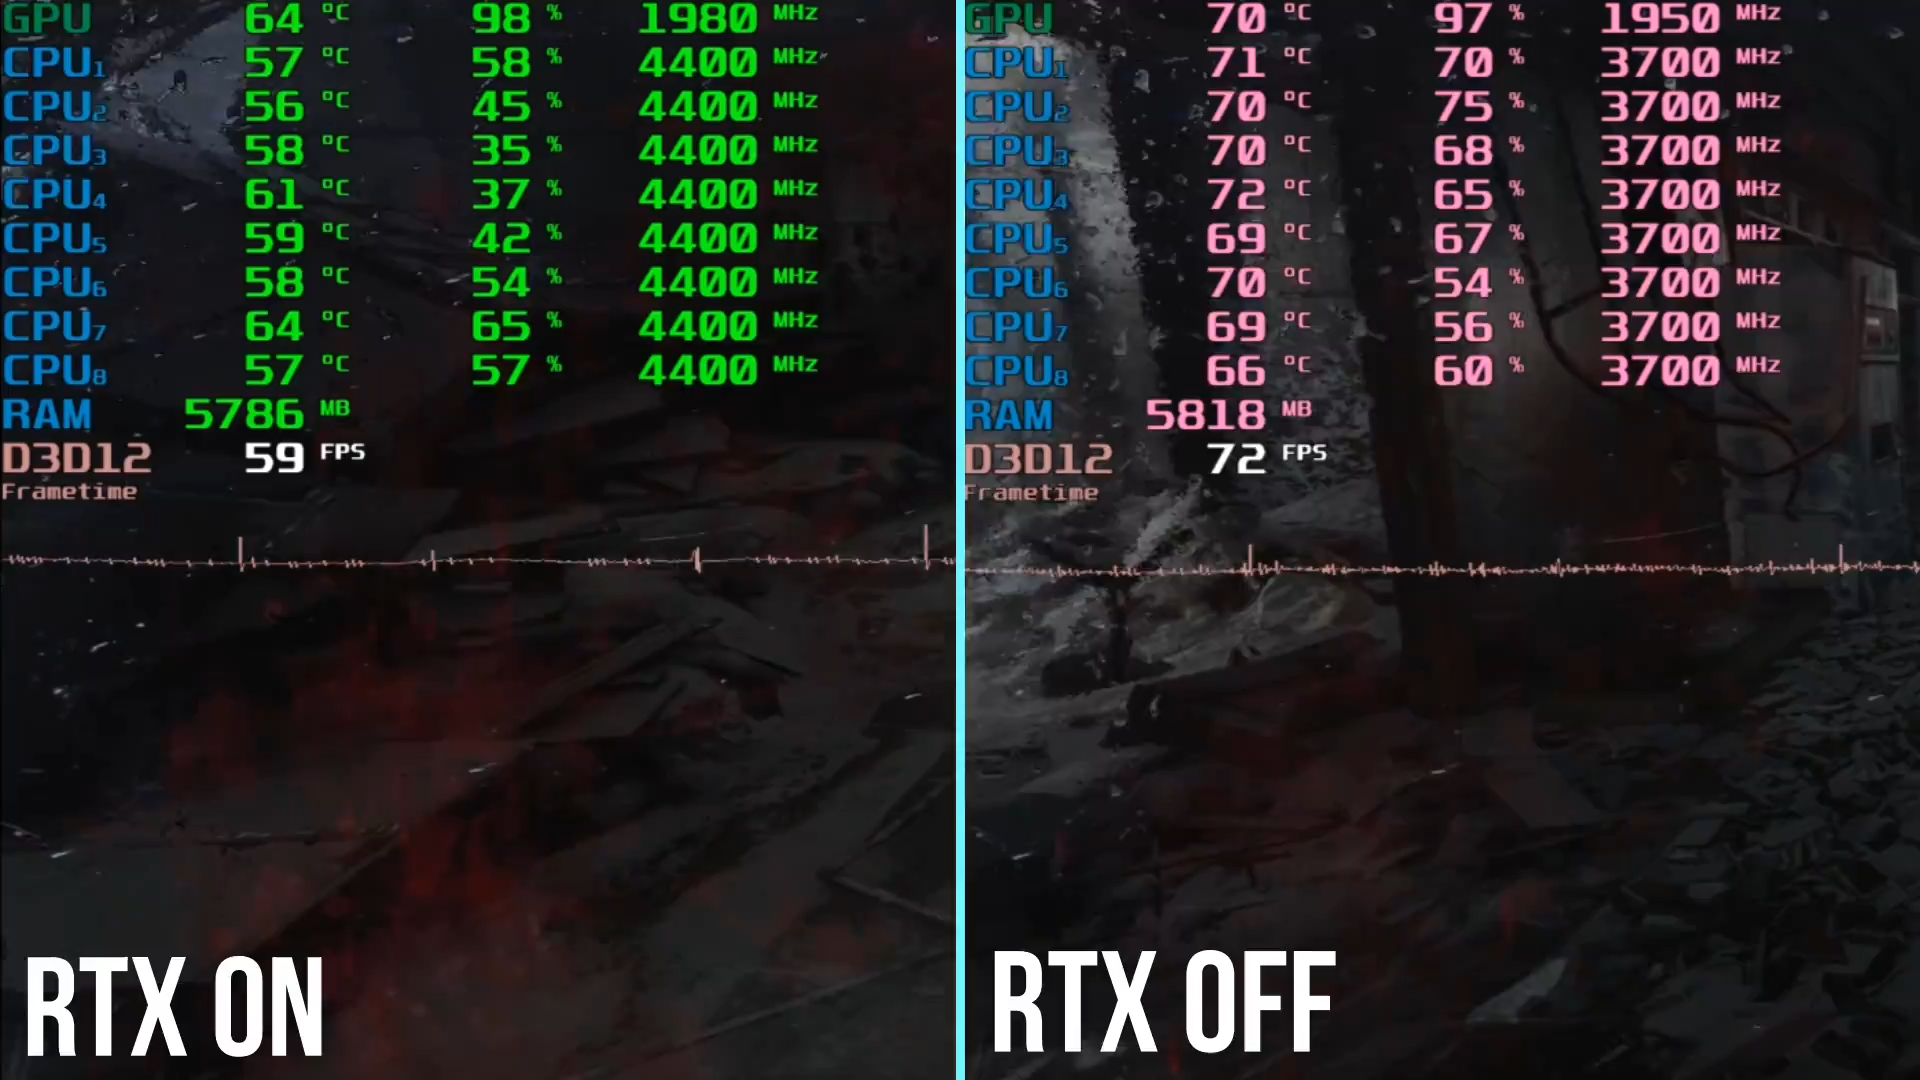 GPU 64 °C 98 % 1980 MHz
CPU1 57 °C 58 % 4400 MHz
CPU2 56 °C 45 % 4400 MHz
CPU3 58 °C 35 % 4400 MHz
CPU4 61 °C 37 % 4400 MHz
CPU5 59 °C 42 % 4400 MHz
CPU6 58 °C 54 % 4400 MHz
CPU7 64 °C 65 % 4400 MHz
CPU8 57 °C 57 % 4400 MHz
RAM 5786 MB
D3D12 59 FPS
Frametime
RTX ON
GPU 70 °C 97 % 1950 MHz
CPU1 71 °C 70 % 3700 MHz
CPU2 70 °C 75 % 3700 MHz
CPU3 70 °C 68 % 3700 MHz
CPU4 72 °C 65 % 3700 MHz
CPU5 69 °C 67 % 3700 MHz
CPU6 70 °C 54 % 3700 MHz
CPU7 69 °C 56 % 3700 MHz
CPU8 66 °C 60 % 3700 MHz
RAM 5818 MB
D3D12 72 FPS
Frametime
RTX OFF